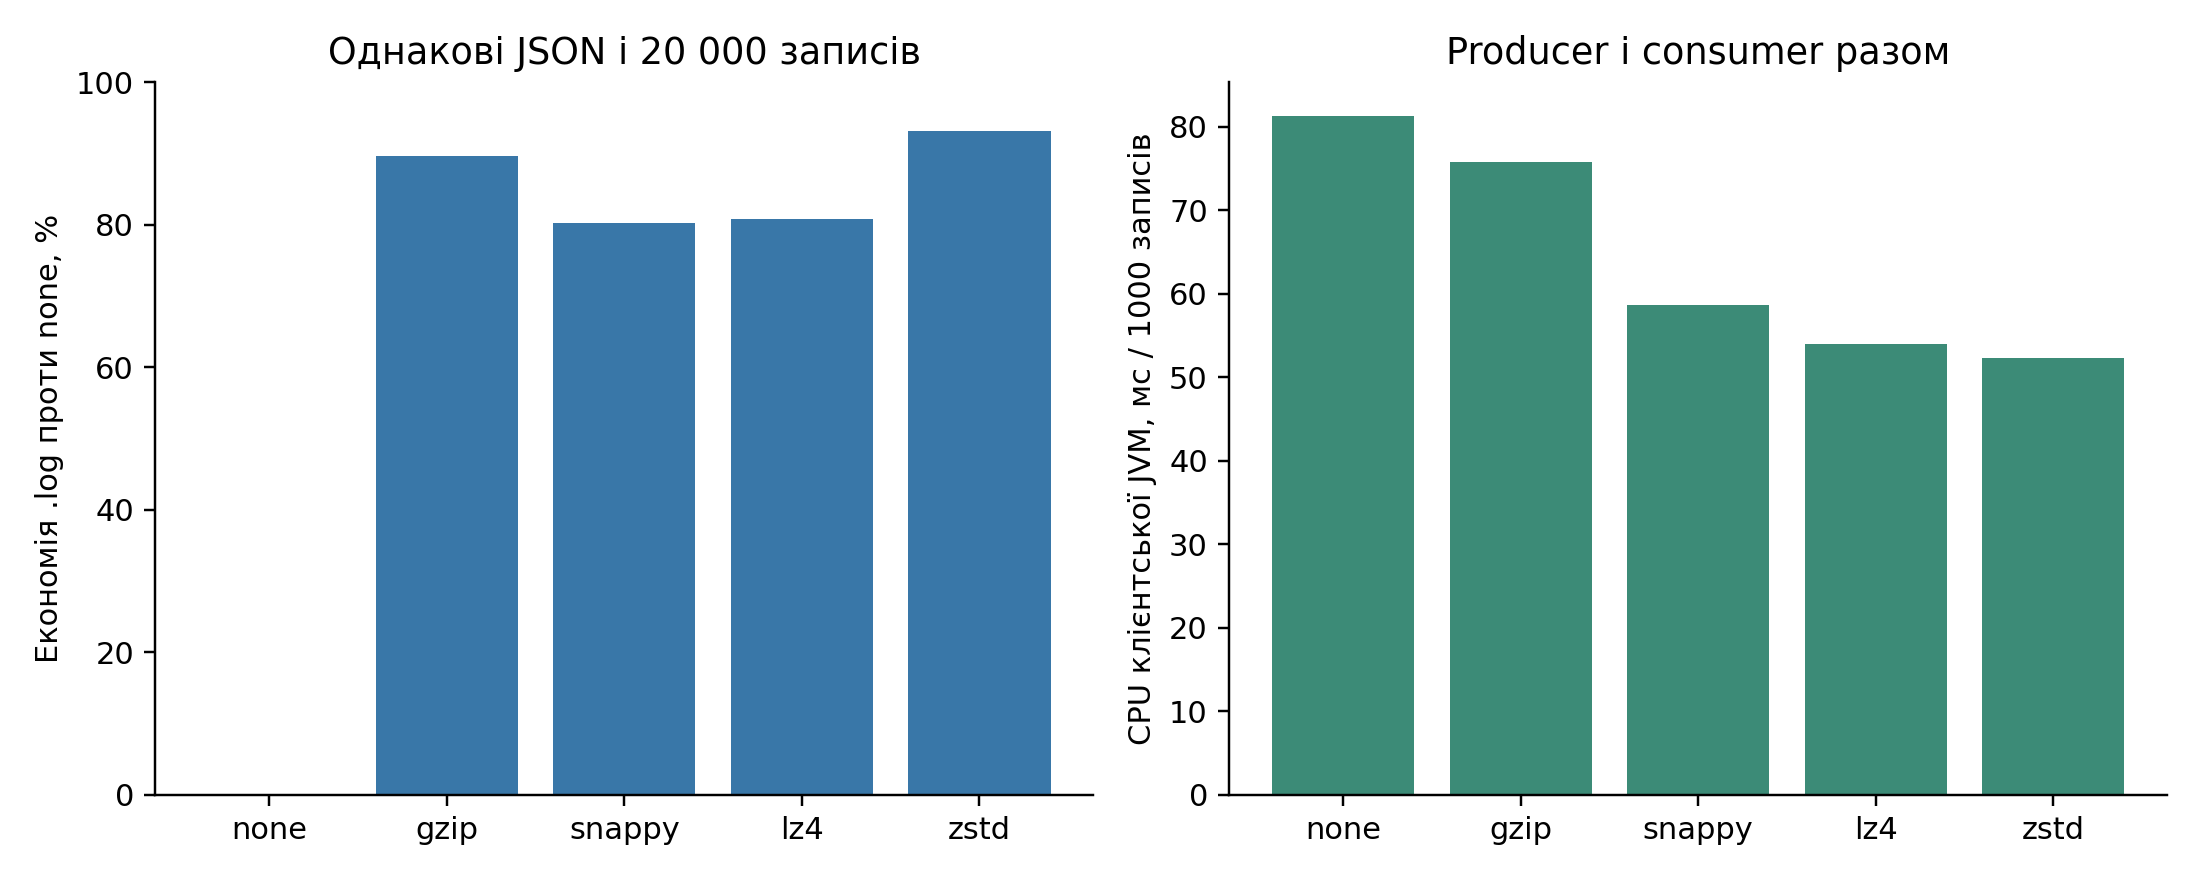 Однакові JSON і 20 000 записів
Економія .log проти none, %
100
80
60
40
20
0
none
gzip
snappy
lz4
zstd
Producer і consumer разом
CPU клієнтської JVM, мс / 1000 записів
80
70
60
50
40
30
20
10
0
none
gzip
snappy
lz4
zstd